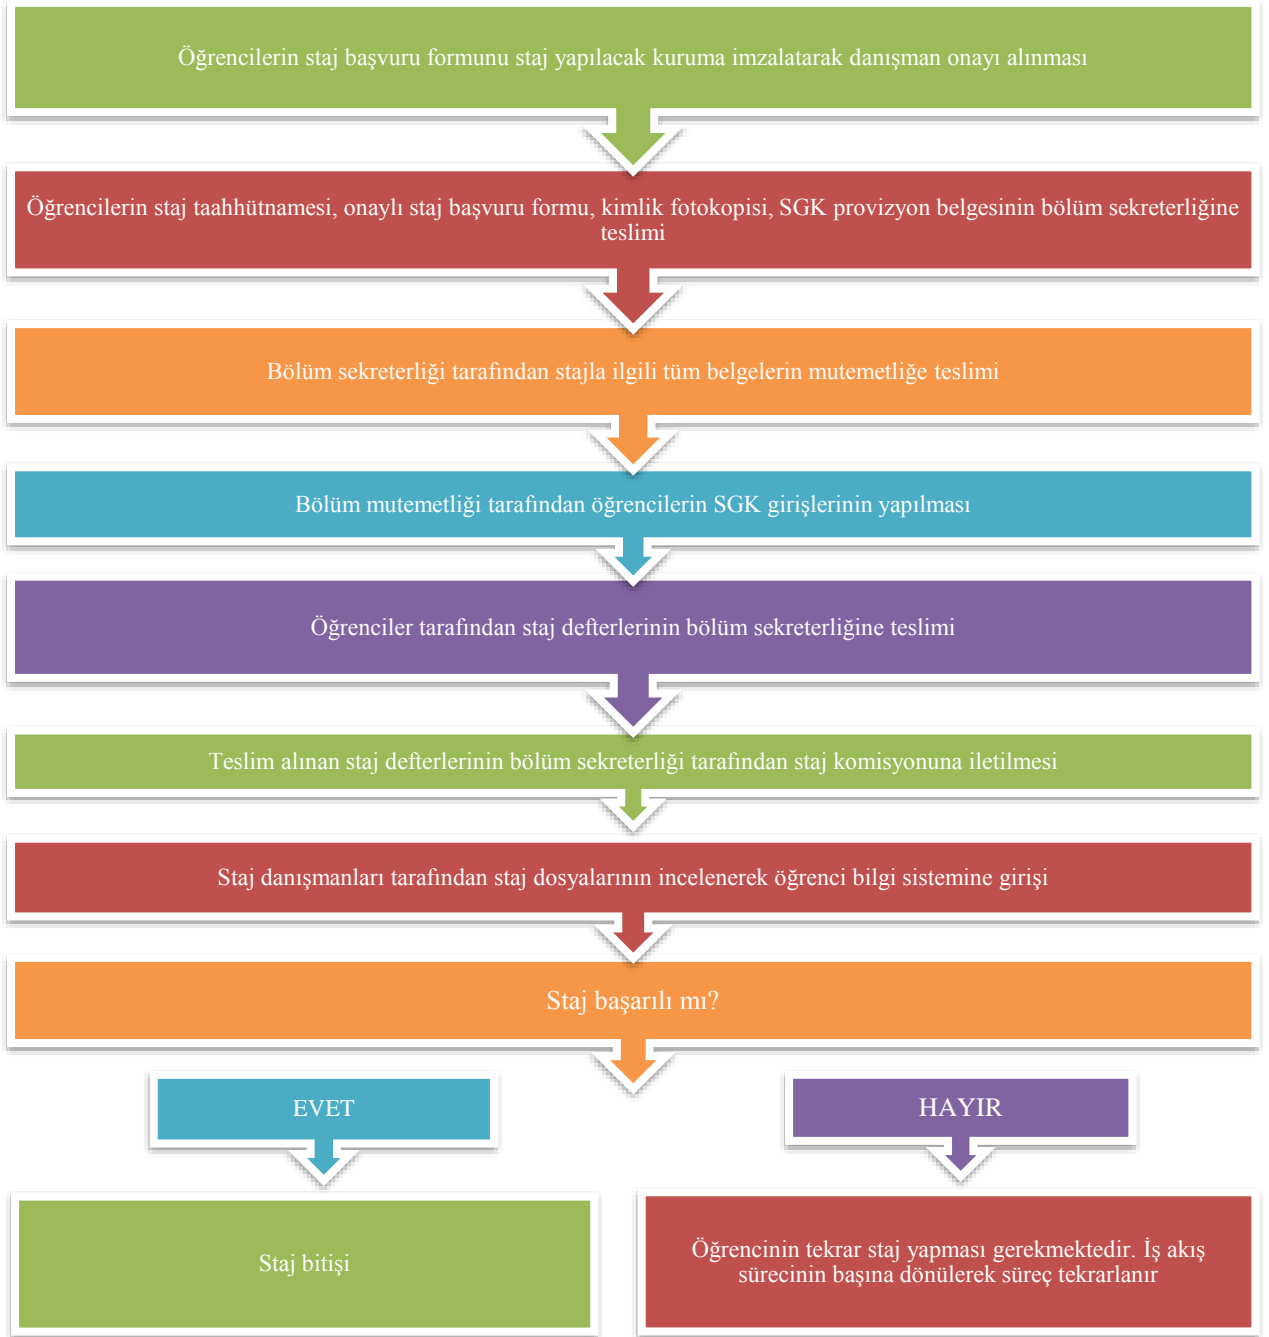 Öğrencilerin staj başvuru formunu staj yapılacak kuruma imzalatarak danışman onayı alınması
Öğrencilerin staj taahhütnamesi, onaylı staj başvuru formu, kimlik fotokopisi, SGK provizyon belgesinin bölüm sekreterliğine
teslimi
Bölüm sekreterliği tarafından stajla ilgili tüm belgelerin mutemetliğe teslimi
Bölüm mutemetliği tarafından öğrencilerin SGK girişlerinin yapılması
Öğrenciler tarafından staj defterlerinin bölüm sekreterliğine teslimi
Teslim alınan staj defterlerinin bölüm sekreterliği tarafından staj komisyonuna iletilmesi
Staj danışmanları tarafından staj dosyalarının incelenerek öğrenci bilgi sistemine girişi
Staj başarılı mı?
EVET
HAYIR
Staj bitişi
Öğrencinin tekrar staj yapması gerekmektedir. İş akış
sürecinin başına dönülerek süreç tekrarlanır